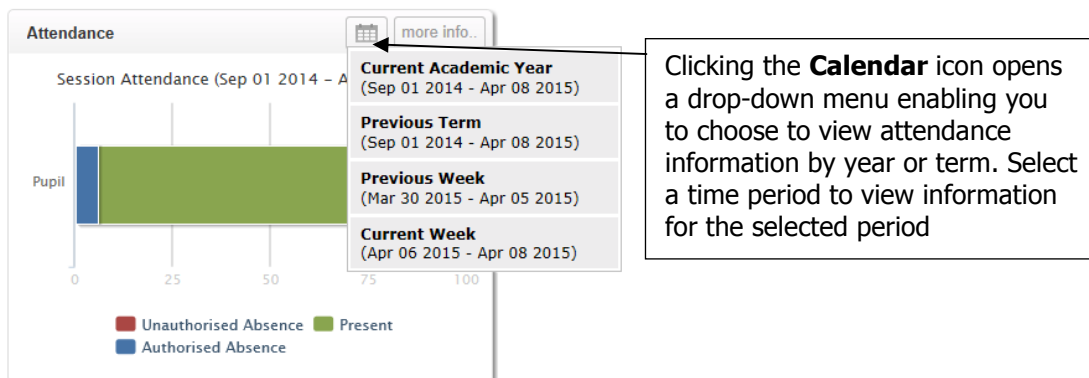 Attendance
more info..
Session Attendance (Sep 01 2014 - A
Current Academic Year
(Sep 01 2014 - Apr 08 2015)
Previous Term
(Sep 01 2014 - Apr 08 2015)
Previous Week
(Mar 30 2015 - Apr 05 2015)
Current Week
(Apr 06 2015 - Apr 08 2015)
Pupil
0 25 50 75 100
Unauthorised Absence Present
Authorised Absence
Clicking the Calendar icon opens
a drop-down menu enabling you
to choose to view attendance
information by year or term. Select
a time period to view information
for the selected period